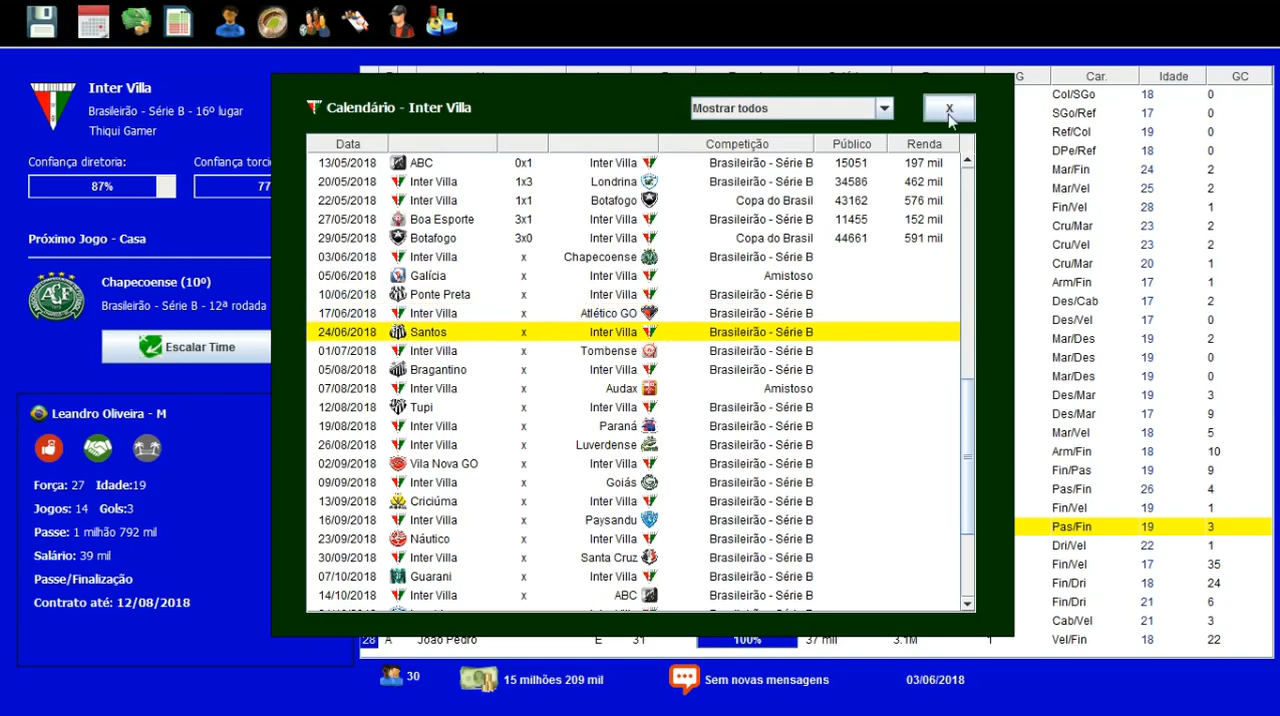 Inter Villa
Brasileirão - Série B - 16º lugar
Thiqui Gamer
Confiança diretoria: Confiança torci
87% 77
Próximo Jogo - Casa
Chapecoense (10º)
Brasileirão - Série B - 12ª rodada
Escalar Time
Leandro Oliveira - M
Força: 27 Idade:19
Jogos: 14 Gols:3
Passe: 1 milhão 792 mil
Salário: 39 mil
Passe/Finalização
Contrato até: 12/08/2018
Calendário - Inter Villa Mostrar todos X
Data Competição Público Renda
13/05/2018 ABC 0x1 Inter Villa Brasileirão - Série B 15051 197 mil
20/05/2018 Inter Villa 1x3 Londrina Brasileirão - Série B 34586 462 mil
22/05/2018 Inter Villa 1x1 Botafogo Copa do Brasil 43162 576 mil
27/05/2018 Boa Esporte 3x1 Inter Villa Brasileirão - Série B 11455 152 mil
29/05/2018 Botafogo 3x0 Inter Villa Copa do Brasil 44661 591 mil
03/06/2018 Inter Villa x Chapecoense Brasileirão - Série B
05/06/2018 Galícia x Inter Villa Amistoso
10/06/2018 Ponte Preta x Inter Villa Brasileirão - Série B
17/06/2018 Inter Villa x Atlético GO Brasileirão - Série B
24/06/2018 Santos x Inter Villa Brasileirão - Série B
01/07/2018 Inter Villa x Tombense Brasileirão - Série B
05/08/2018 Bragantino x Inter Villa Brasileirão - Série B
07/08/2018 Inter Villa x Audax Amistoso
12/08/2018 Tupi x Inter Villa Brasileirão - Série B
19/08/2018 Inter Villa x Paraná Brasileirão - Série B
26/08/2018 Inter Villa x Luverdense Brasileirão - Série B
02/09/2018 Vila Nova GO x Inter Villa Brasileirão - Série B
09/09/2018 Inter Villa x Goiás Brasileirão - Série B
13/09/2018 Criciúma x Inter Villa Brasileirão - Série B
16/09/2018 Inter Villa x Paysandu Brasileirão - Série B
23/09/2018 Náutico x Inter Villa Brasileirão - Série B
30/09/2018 Inter Villa x Santa Cruz Brasileirão - Série B
07/10/2018 Guarani x Inter Villa Brasileirão - Série B
14/10/2018 Inter Villa x ABC Brasileirão - Série B
G Car. Idade GC
Col/SGo 18 0
SGo/Ref 17 0
Ref/Col 19 0
DPe/Ref 18 0
Mar/Fin 24 2
Mar/Vel 25 2
Fin/Vel 28 1
Cru/Mar 23 2
Cru/Vel 23 2
Cru/Mar 20 1
Arm/Fin 17 1
Des/Cab 17 2
Des/Vel 17 0
Mar/Des 19 2
Mar/Des 19 0
Mar/Des 19 0
Des/Mar 19 3
Des/Mar 17 9
Mar/Vel 18 5
Arm/Fin 18 10
Fin/Pas 19 9
Pas/Fin 26 4
Fin/Vel 19 1
Pas/Fin 19 3
Dri/Vel 22 1
Fin/Vel 17 35
Fin/Dri 18 24
Fin/Dri 21 6
Cab/Vel 21 3
28 A João Pedro E 31 100% 37 mil 3.1M 1 Vel/Fin 18 22
30 15 milhões 209 mil Sem novas mensagens 03/06/2018